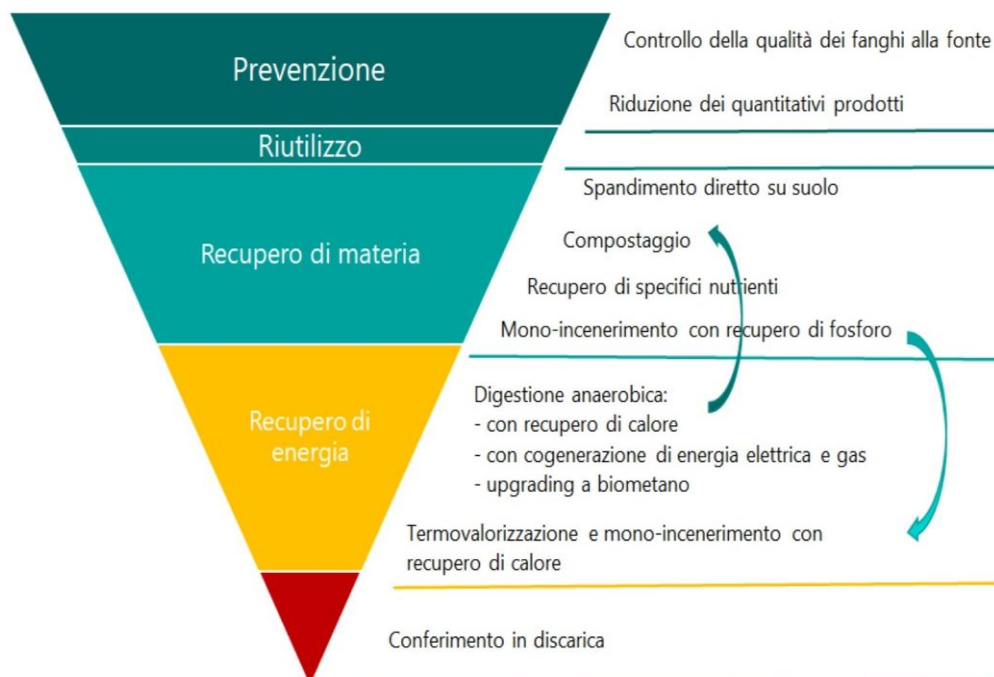 Prevenzione
Controllo della qualità dei fanghi alla fonte
Riduzione dei quantitativi prodotti
Riutilizzo
Recupero di materia
Spandimento diretto su suolo
Compostaggio
Recupero di specifici nutrienti
Mono-incenerimento con recupero di fosforo
Recupero di
energia
Digestione anaerobica:
- con recupero di calore
- con cogenerazione di energia elettrica e gas
- upgrading a biometano
Termovalorizzazione e mono-incenerimento con
recupero di calore
Conferimento in discarica